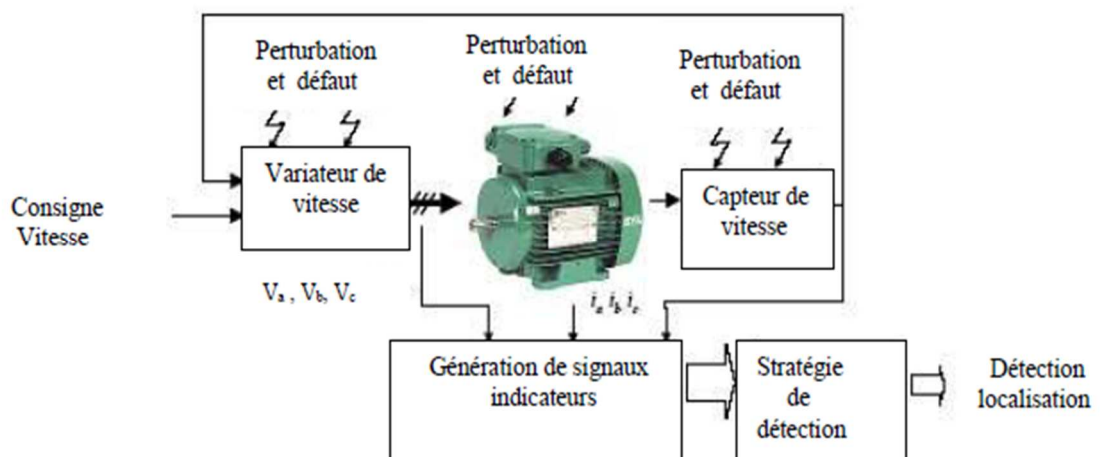 Perturbation
et défaut
Perturbation
et défaut
Perturbation
et défaut
Variateur de
vitesse
Capteur de
vitesse
Consigne
Vitesse
Va , Vb, Vc
ia ib ic
Génération de signaux
indicateurs
Stratégie
de
détection
Détection
localisation